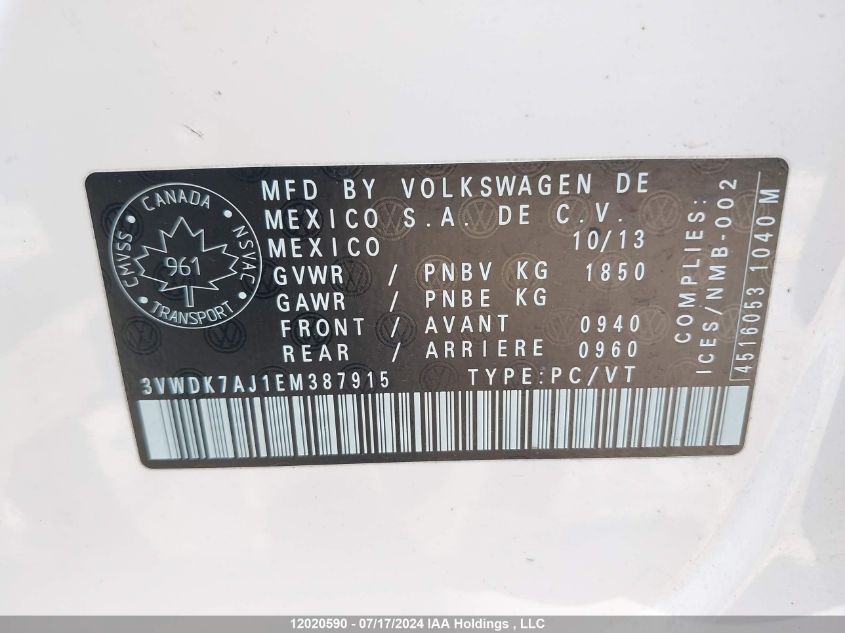 CANADA
CMVSS
NSVAC
961
TRANSPORT
MFD BY VOLKSWAGEN DE
MEXICO S.A. DE C.V.
MEXICO 10/13
GVWR / PNBV KG 1850
GAWR / PNBE KG
FRONT / AVANT 0940
REAR / ARRIERE 0960
3VWDK7AJ1EM387915 TYPE:PC/VT
COMPLIES:
ICES/NMB-002
4516053 1040 M
12020590 - 07/17/2024 IAA Holdings , LLC